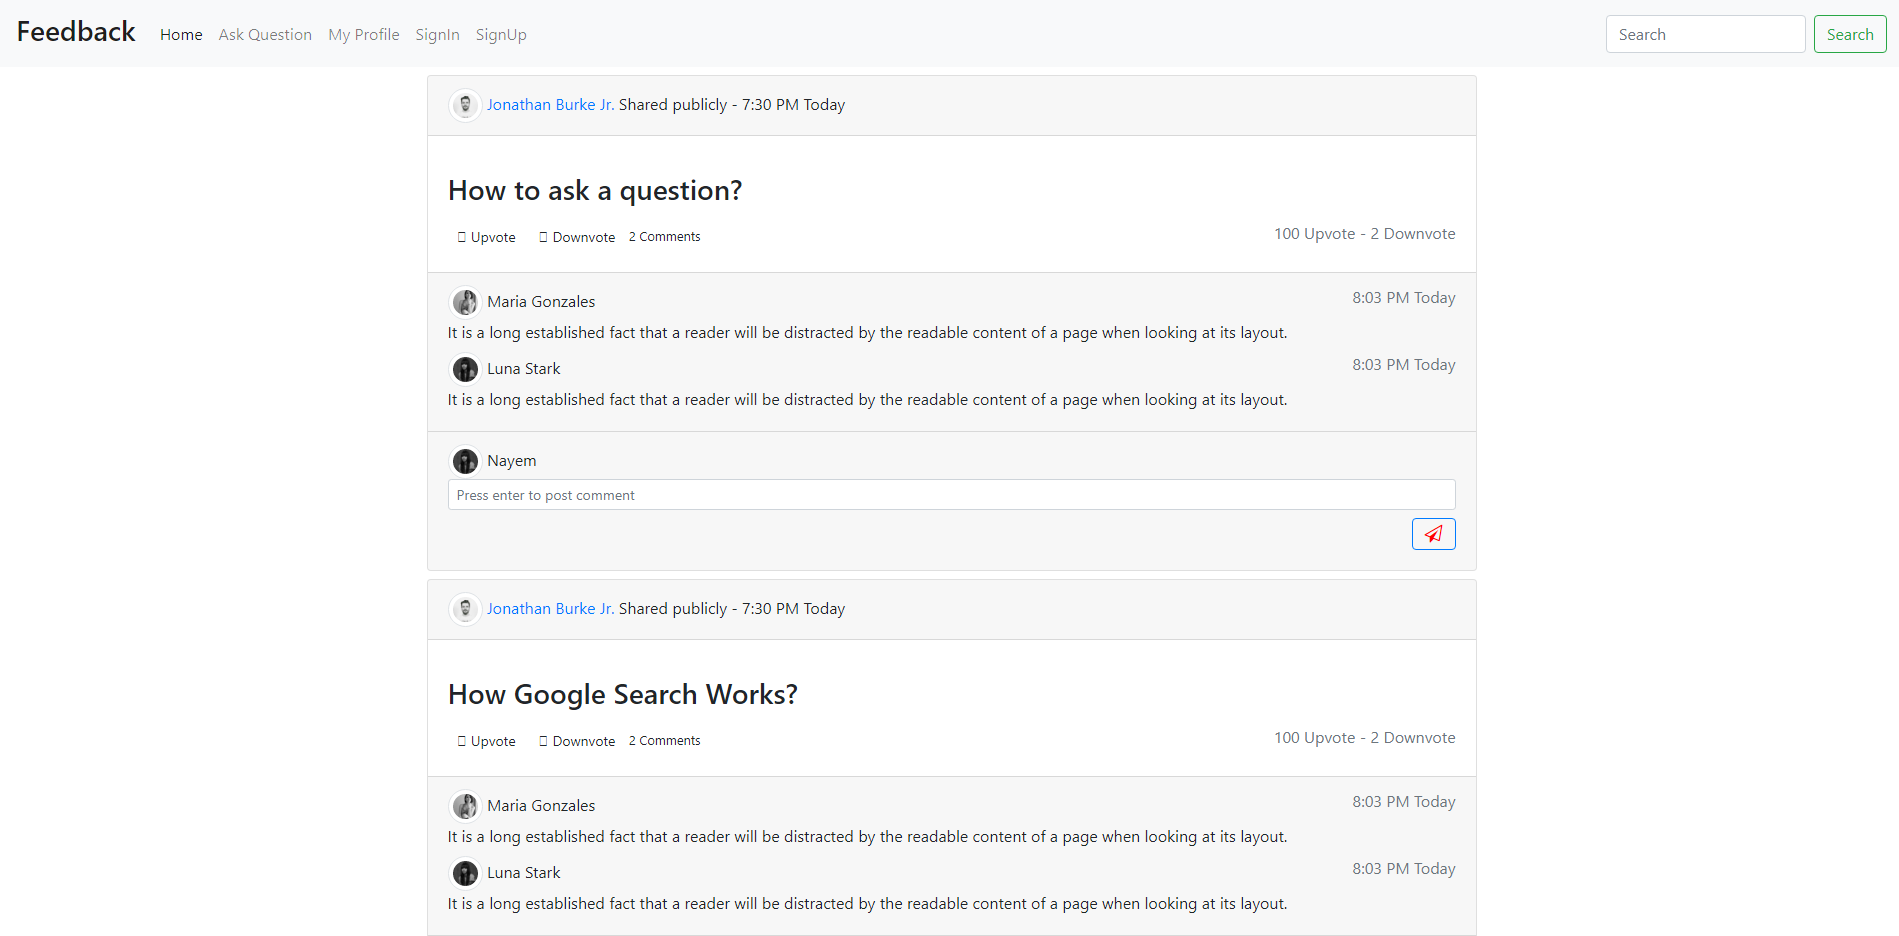 Feedback Home Ask Question My Profile SignIn SignUp Search Search
Jonathan Burke Jr. Shared publicly - 7:30 PM Today
How to ask a question?
Upvote Downvote 2 Comments 100 Upvote - 2 Downvote
Maria Gonzales 8:03 PM Today
It is a long established fact that a reader will be distracted by the readable content of a page when looking at its layout.
Luna Stark 8:03 PM Today
It is a long established fact that a reader will be distracted by the readable content of a page when looking at its layout.
Nayem
Press enter to post comment
Jonathan Burke Jr. Shared publicly - 7:30 PM Today
How Google Search Works?
Upvote Downvote 2 Comments 100 Upvote - 2 Downvote
Maria Gonzales 8:03 PM Today
It is a long established fact that a reader will be distracted by the readable content of a page when looking at its layout.
Luna Stark 8:03 PM Today
It is a long established fact that a reader will be distracted by the readable content of a page when looking at its layout.